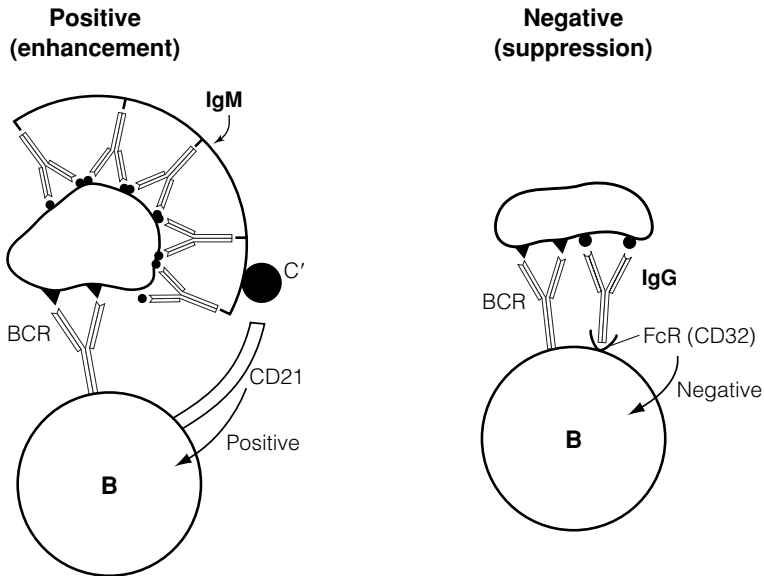 Positive
(enhancement)
IgM
C′
BCR
CD21
Positive
B
Negative
(suppression)
IgG
BCR
FcR (CD32)
Negative
B